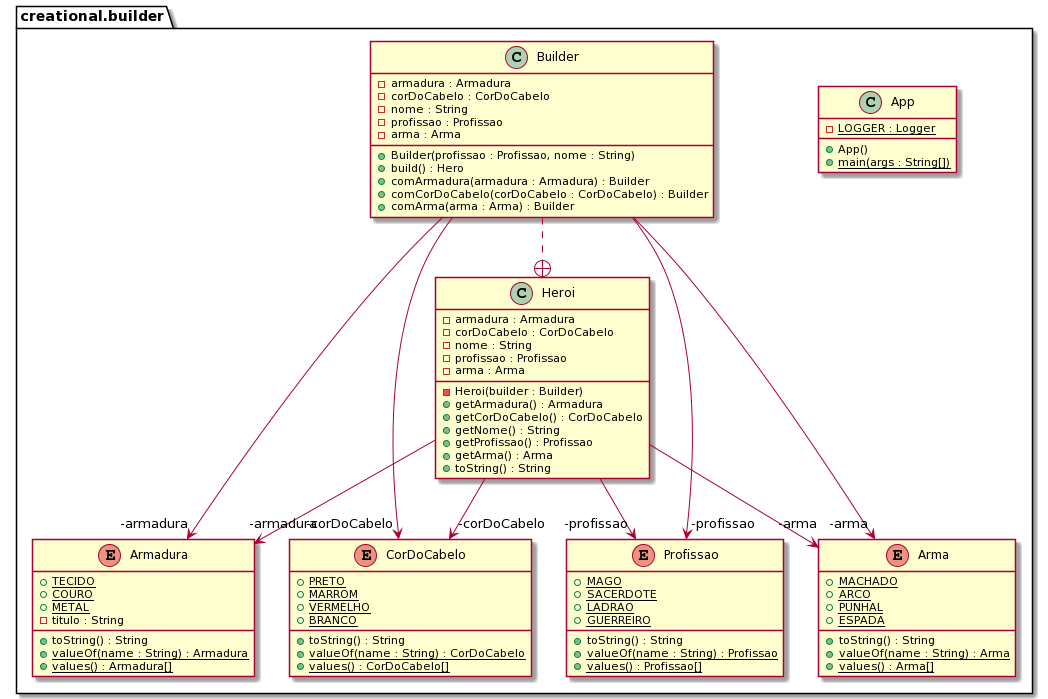 creational.builder
C Builder
armadura : Armadura
corDoCabelo : CorDoCabelo
nome : String
profissao : Profissao
arma : Arma
Builder(profissao : Profissao, nome : String)
build() : Hero
comArmadura(armadura : Armadura) : Builder
comCorDoCabelo(corDoCabelo : CorDoCabelo) : Builder
comArma(arma : Arma) : Builder
C App
LOGGER : Logger
App()
main(args : String[])
C Heroi
armadura : Armadura
corDoCabelo : CorDoCabelo
nome : String
profissao : Profissao
arma : Arma
Heroi(builder : Builder)
getArmadura() : Armadura
getCorDoCabelo() : CorDoCabelo
getNome() : String
getProfissao() : Profissao
getArma() : Arma
toString() : String
-armadura
-armadura
-corDoCabelo
-corDoCabelo
-profissao
-profissao
-arma
-arma
E Armadura
TECIDO
COURO
METAL
titulo : String
toString() : String
valueOf(name : String) : Armadura
values() : Armadura[]
E CorDoCabelo
PRETO
MARROM
VERMELHO
BRANCO
toString() : String
valueOf(name : String) : CorDoCabelo
values() : CorDoCabelo[]
E Profissao
MAGO
SACERDOTE
LADRAO
GUERREIRO
toString() : String
valueOf(name : String) : Profissao
values() : Profissao[]
E Arma
MACHADO
ARCO
PUNHAL
ESPADA
toString() : String
valueOf(name : String) : Arma
values() : Arma[]